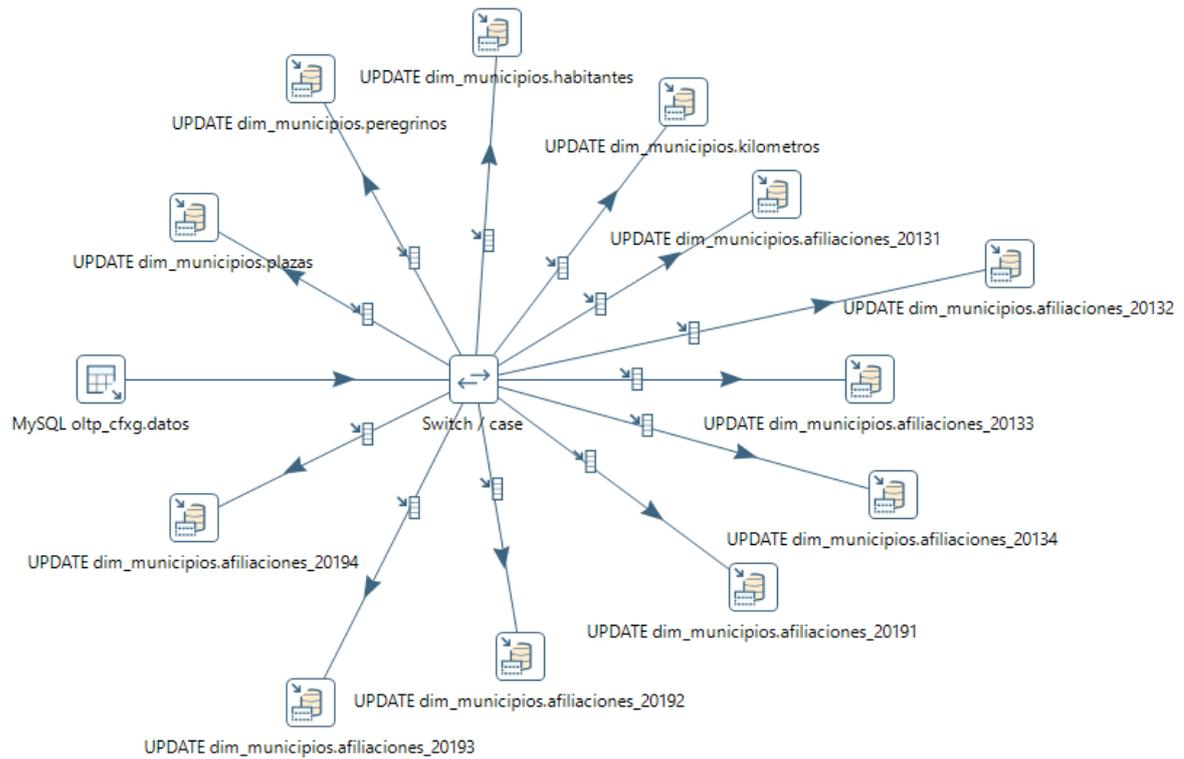 UPDATE dim_municipios.habitantes
UPDATE dim_municipios.peregrinos
UPDATE dim_municipios.kilometros
UPDATE dim_municipios.afiliaciones_20131
UPDATE dim_municipios.plazas
UPDATE dim_municipios.afiliaciones_20132
MySQL oltp_cfxg.datos
Switch / case
UPDATE dim_municipios.afiliaciones_20133
UPDATE dim_municipios.afiliaciones_20134
UPDATE dim_municipios.afiliaciones_20194
UPDATE dim_municipios.afiliaciones_20191
UPDATE dim_municipios.afiliaciones_20192
UPDATE dim_municipios.afiliaciones_20193